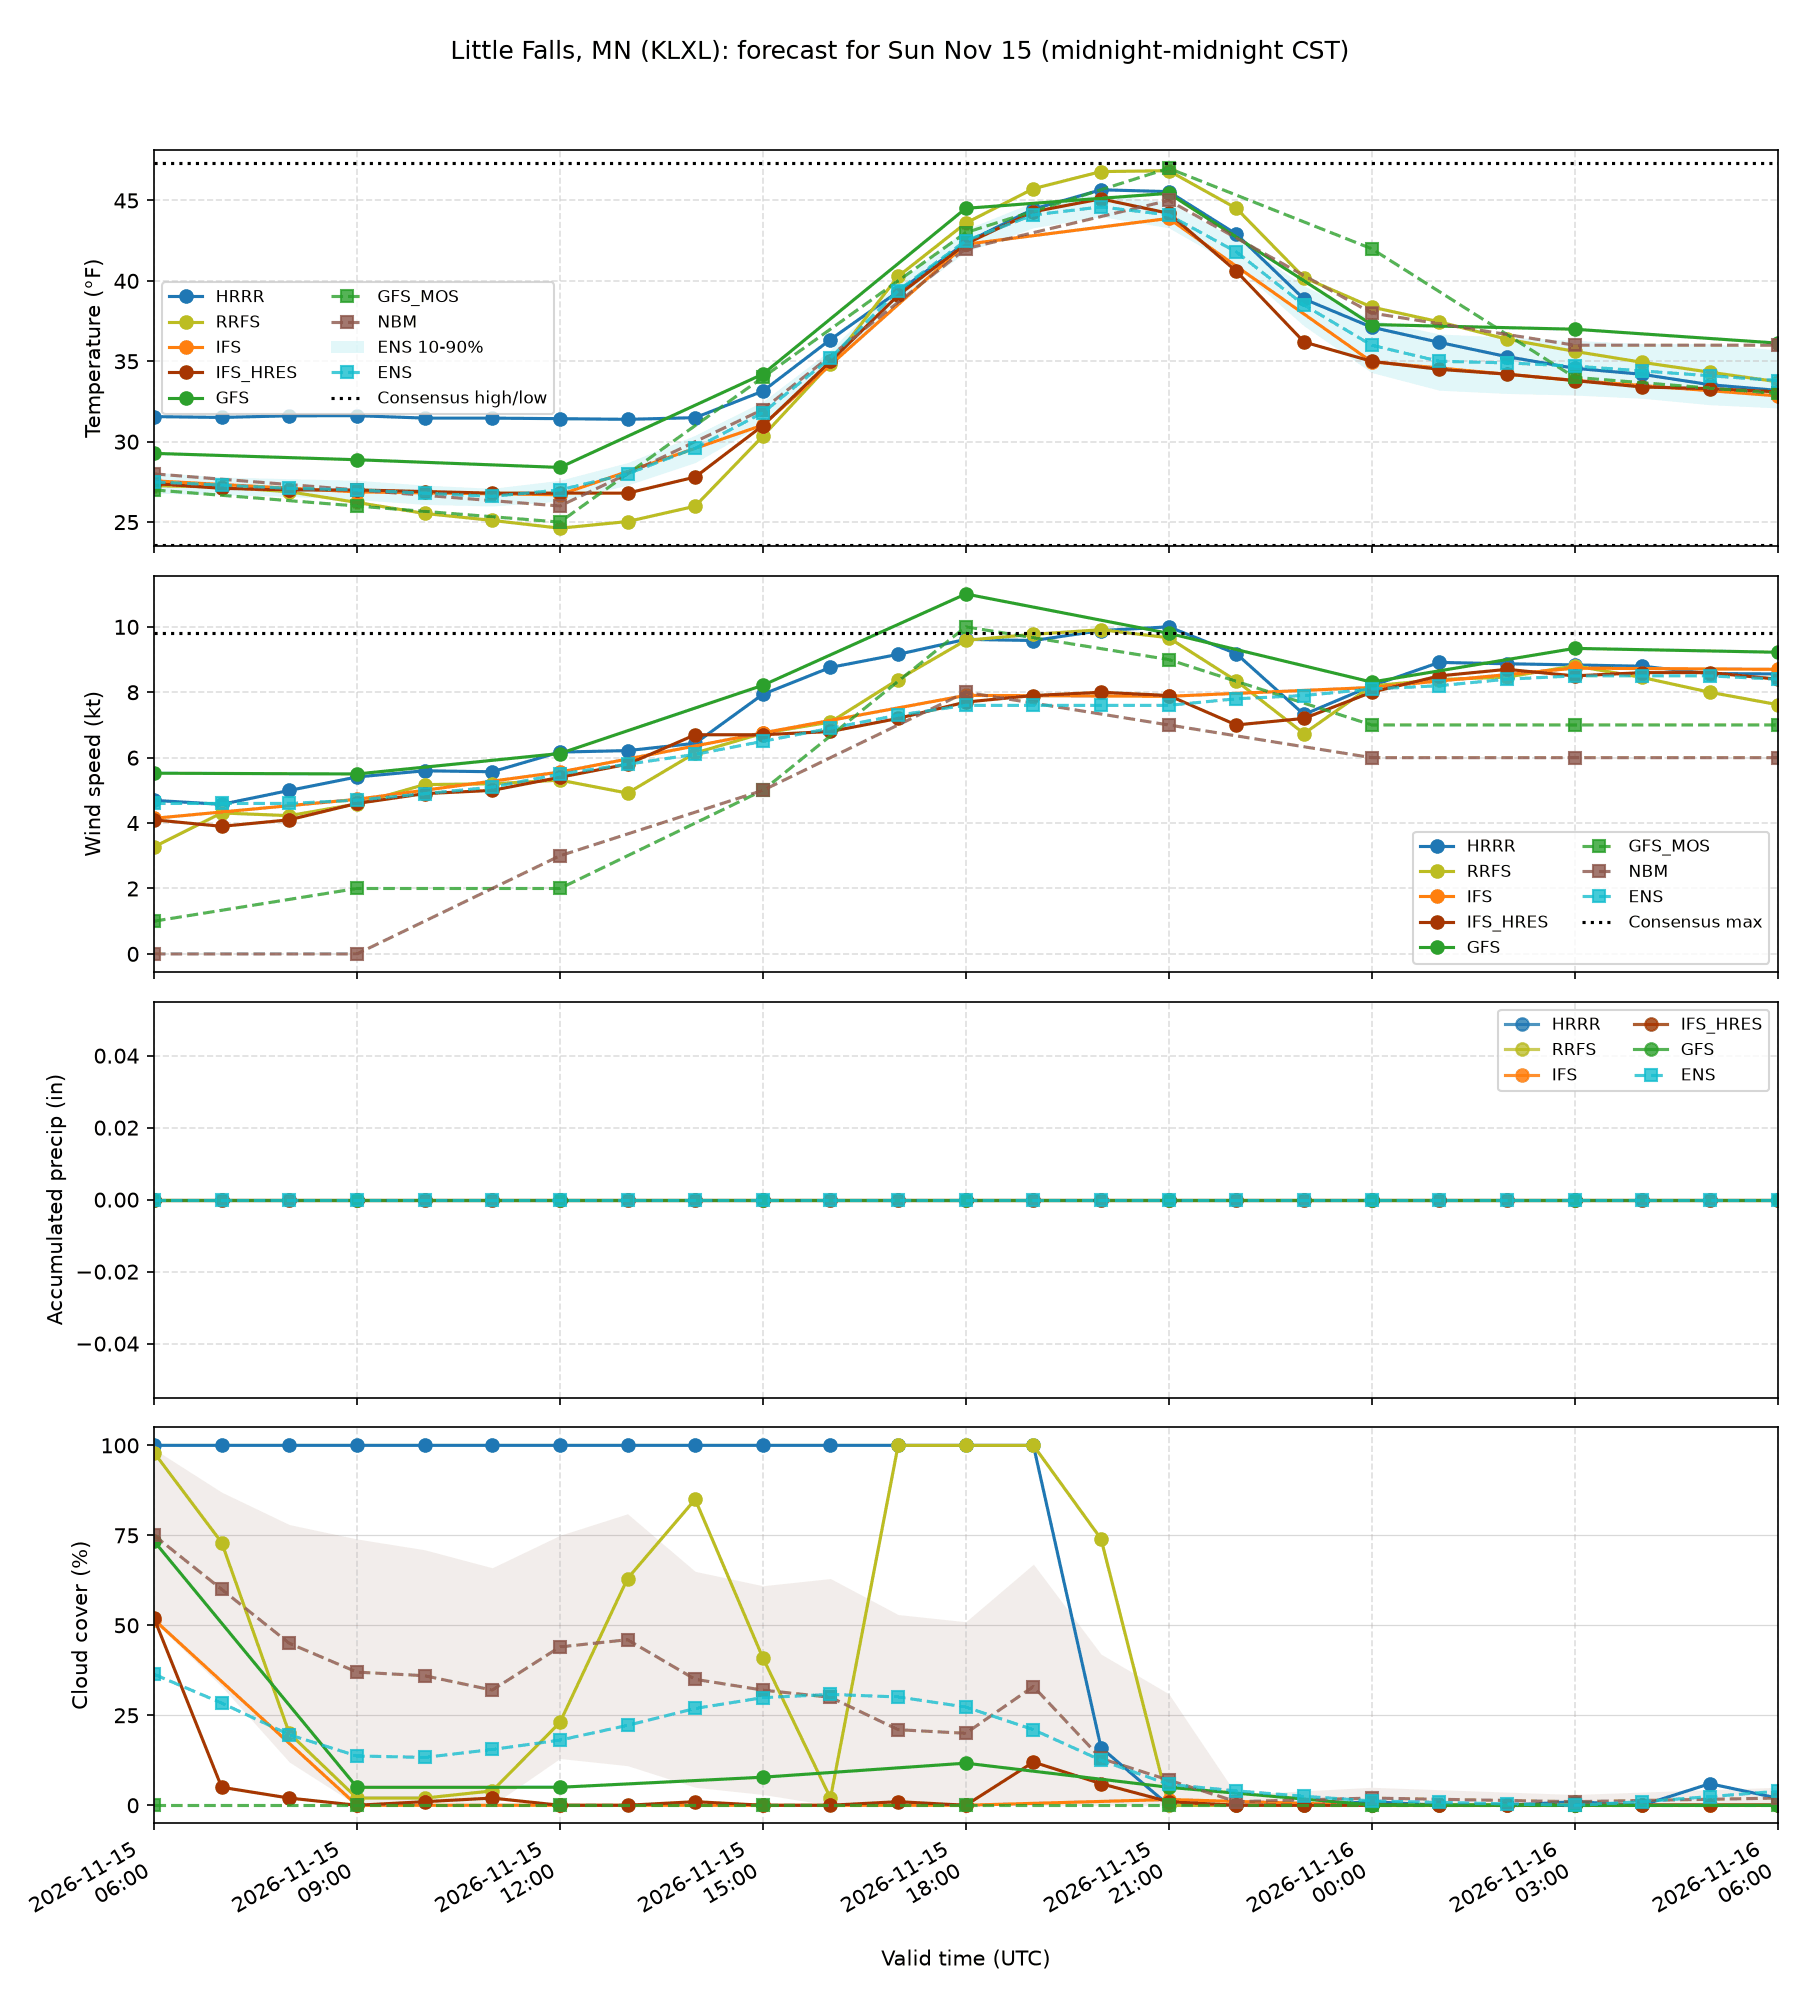 Little Falls, MN (KLXL): forecast for Sun Nov 15 (midnight-midnight CST)
Temperature (°F)
45
40
35
30
25
HRRR
RRFS
IFS
IFS_HRES
GFS
GFS_MOS
NBM
ENS 10-90%
ENS
Consensus high/low
Wind speed (kt)
10
8
6
4
2
0
HRRR
RRFS
IFS
IFS_HRES
GFS
GFS_MOS
NBM
ENS
Consensus max
Accumulated precip (in)
0.04
0.02
0.00
−0.02
−0.04
HRRR
RRFS
IFS
IFS_HRES
GFS
ENS
Cloud cover (%)
100
75
50
25
0
2026-11-15
06:00
2026-11-15
09:00
2026-11-15
12:00
2026-11-15
15:00
2026-11-15
18:00
2026-11-15
21:00
2026-11-16
00:00
2026-11-16
03:00
2026-11-16
06:00
Valid time (UTC)